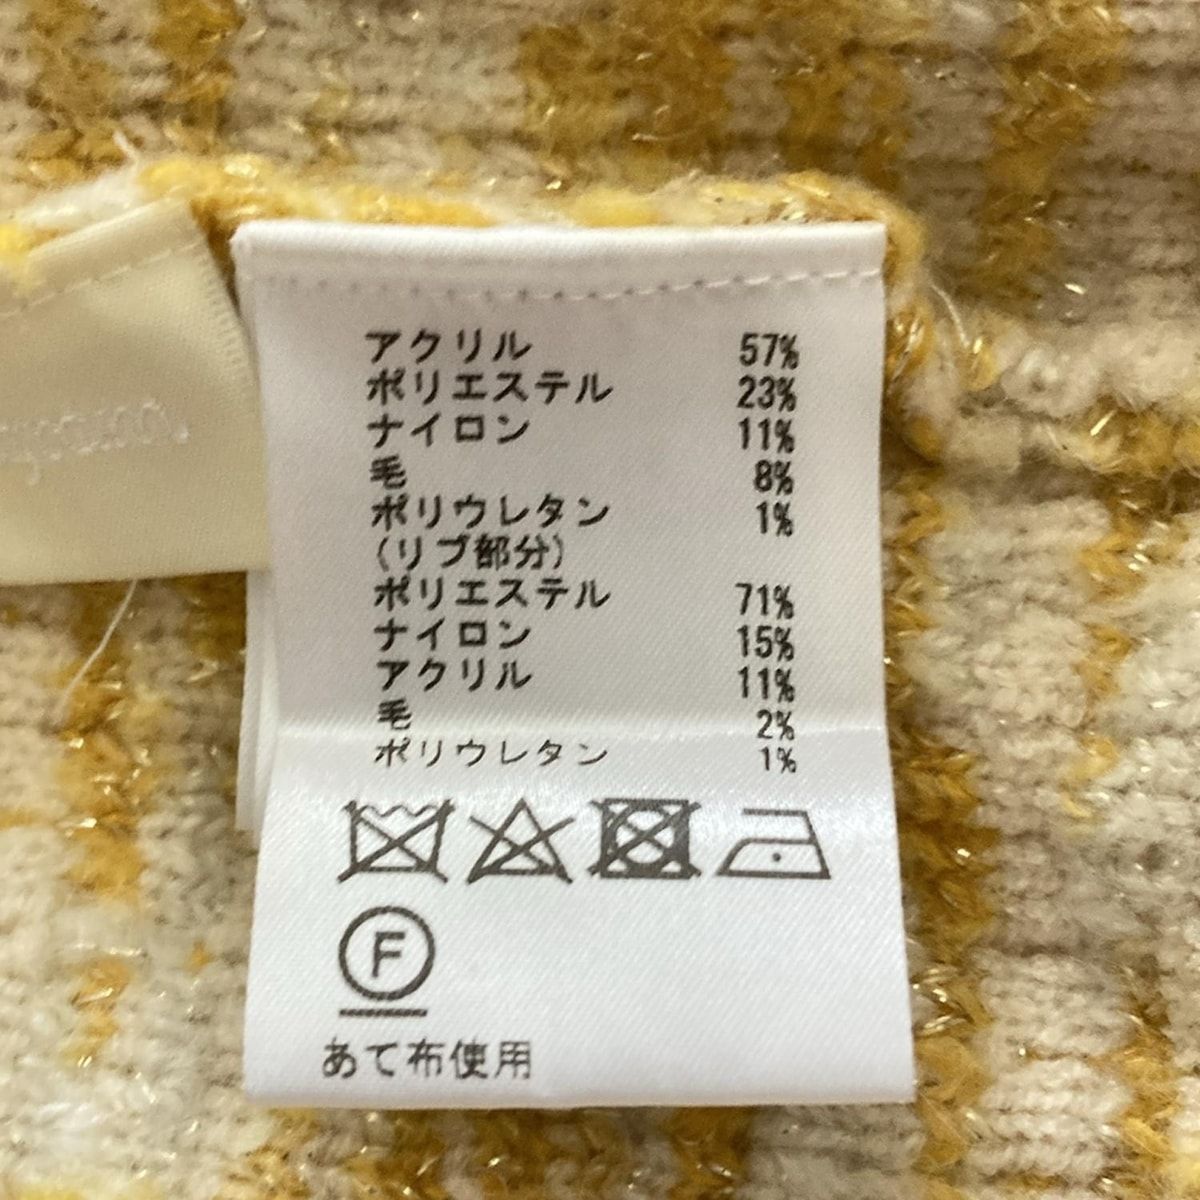 アクリル 57%
ポリエステル 23%
ナイロン 11%
毛 8%
ポリウレタン 1%
(リブ部分)
ポリエステル 71%
ナイロン 15%
アクリル 11%
毛 2%
ポリウレタン 1%
F
あて布使用